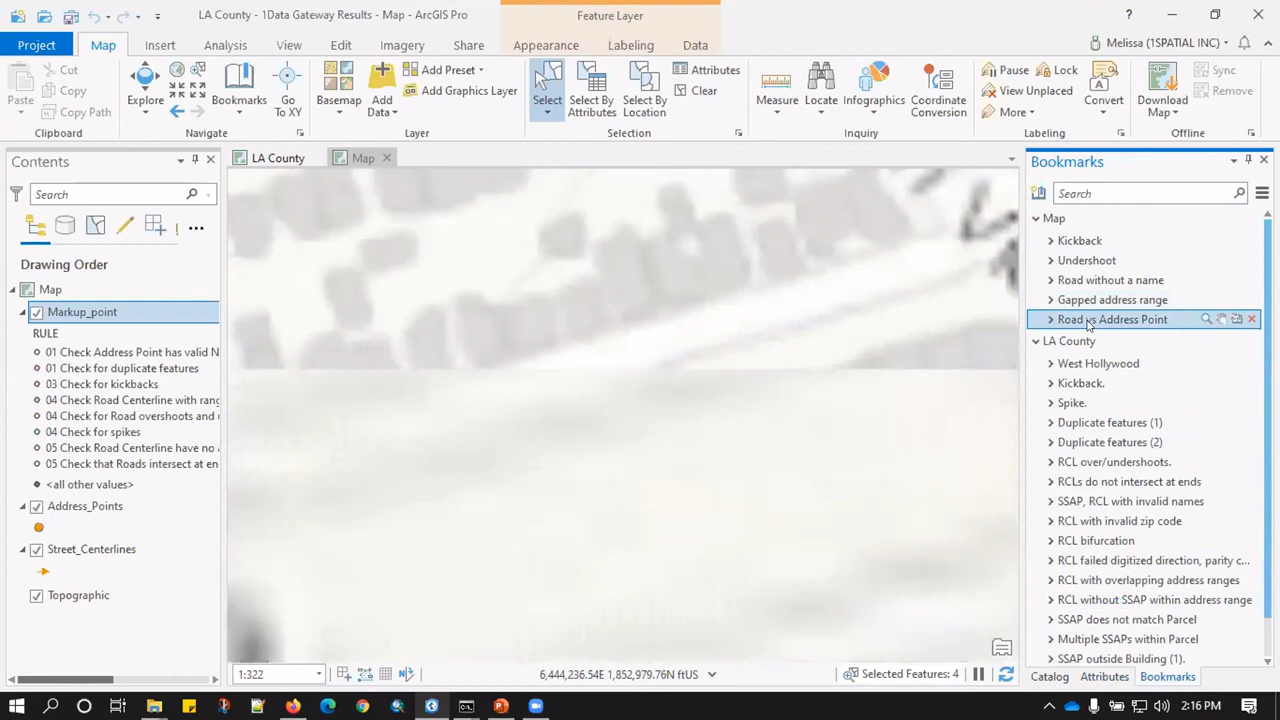 LA County - 1Data Gateway Results - Map - ArcGIS Pro
Feature Layer
?
Project
Map
Insert
Analysis
View
Edit
Imagery
Share
Appearance
Labeling
Data
Melissa (1SPATIAL INC)
Paste
Cut
Copy
Copy Path
Clipboard
Explore
Bookmarks
Go To XY
Navigate
Basemap
Add Data
Add Preset
Add Graphics Layer
Layer
Select
Select By Attributes
Select By Location
Attributes
Clear
Selection
Measure
Locate
Infographics
Coordinate Conversion
Inquiry
Pause
Lock
View Unplaced
More
Convert
Labeling
Download Map
Sync
Remove
Offline
Contents
Search
Drawing Order
Map
Markup_point
RULE
01 Check Address Point has valid N
01 Check for duplicate features
03 Check for kickbacks
04 Check Road Centerline with rang
04 Check for Road overshoots and u
04 Check for spikes
05 Check Road Centerline have no A
05 Check that Roads intersect at en
<all other values>
Address_Points
Street_Centerlines
Topographic
LA County
Map
1:322
6,444,236.54E 1,852,979.76N ftUS
Selected Features: 4
Bookmarks
Search
Map
Kickback
Undershoot
Road without a name
Gapped address range
Road vs Address Point
LA County
West Hollywood
Kickback.
Spike.
Duplicate features (1)
Duplicate features (2)
RCL over/undershoots.
RCLs do not intersect at ends
SSAP, RCL with invalid names
RCL with invalid zip code
RCL bifurcation
RCL failed digitized direction, parity c...
RCL with overlapping address ranges
RCL without SSAP within address range
SSAP does not match Parcel
Multiple SSAPs within Parcel
SSAP outside Building (1).
Catalog
Attributes
Bookmarks
2:16 PM